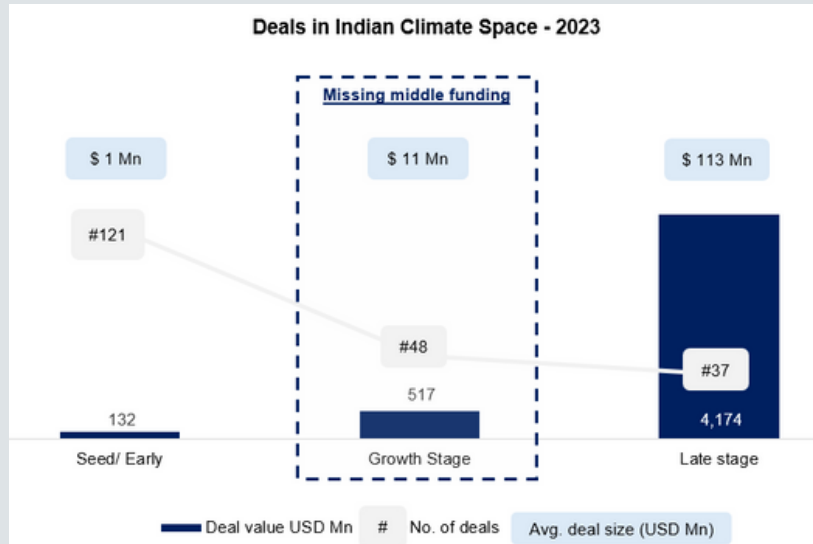 Deals in Indian Climate Space - 2023
Missing middle funding
$ 1 Mn
$ 11 Mn
$ 113 Mn
#121
#48
#37
132
517
4,174
Seed/ Early
Growth Stage
Late stage
Deal value USD Mn
# No. of deals
Avg. deal size (USD Mn)